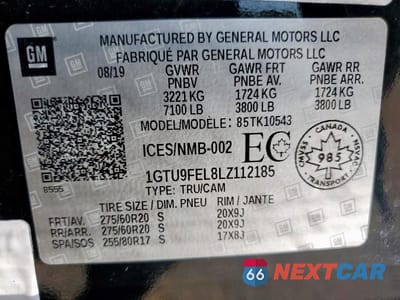 GM
MANUFACTURED BY GENERAL MOTORS LLC
FABRIQUÉ PAR GENERAL MOTORS LLC
08/19 GVWR GAWR FRT GAWR RR
PNBV PNBE AV. PNBE ARR.
3221 KG 1724 KG 1724 KG
7100 LB 3800 LB 3800 LB
MODEL/MODÈLE: 85TK10543
ICES/NMB-002 EC
CANADA
985
TRANSPORT
NSVAC
8555
1GTU9FEL8LZ112185
TYPE: TRU/CAM
TIRE SIZE / DIM. PNEU RIM / JANTE
FRT/AV. 275/60R20 S 20X9J
RR/ARR. 275/60R20 S 20X9J
SPA/SOS 255/80R17 S 17X8J
66 NEXTCAR